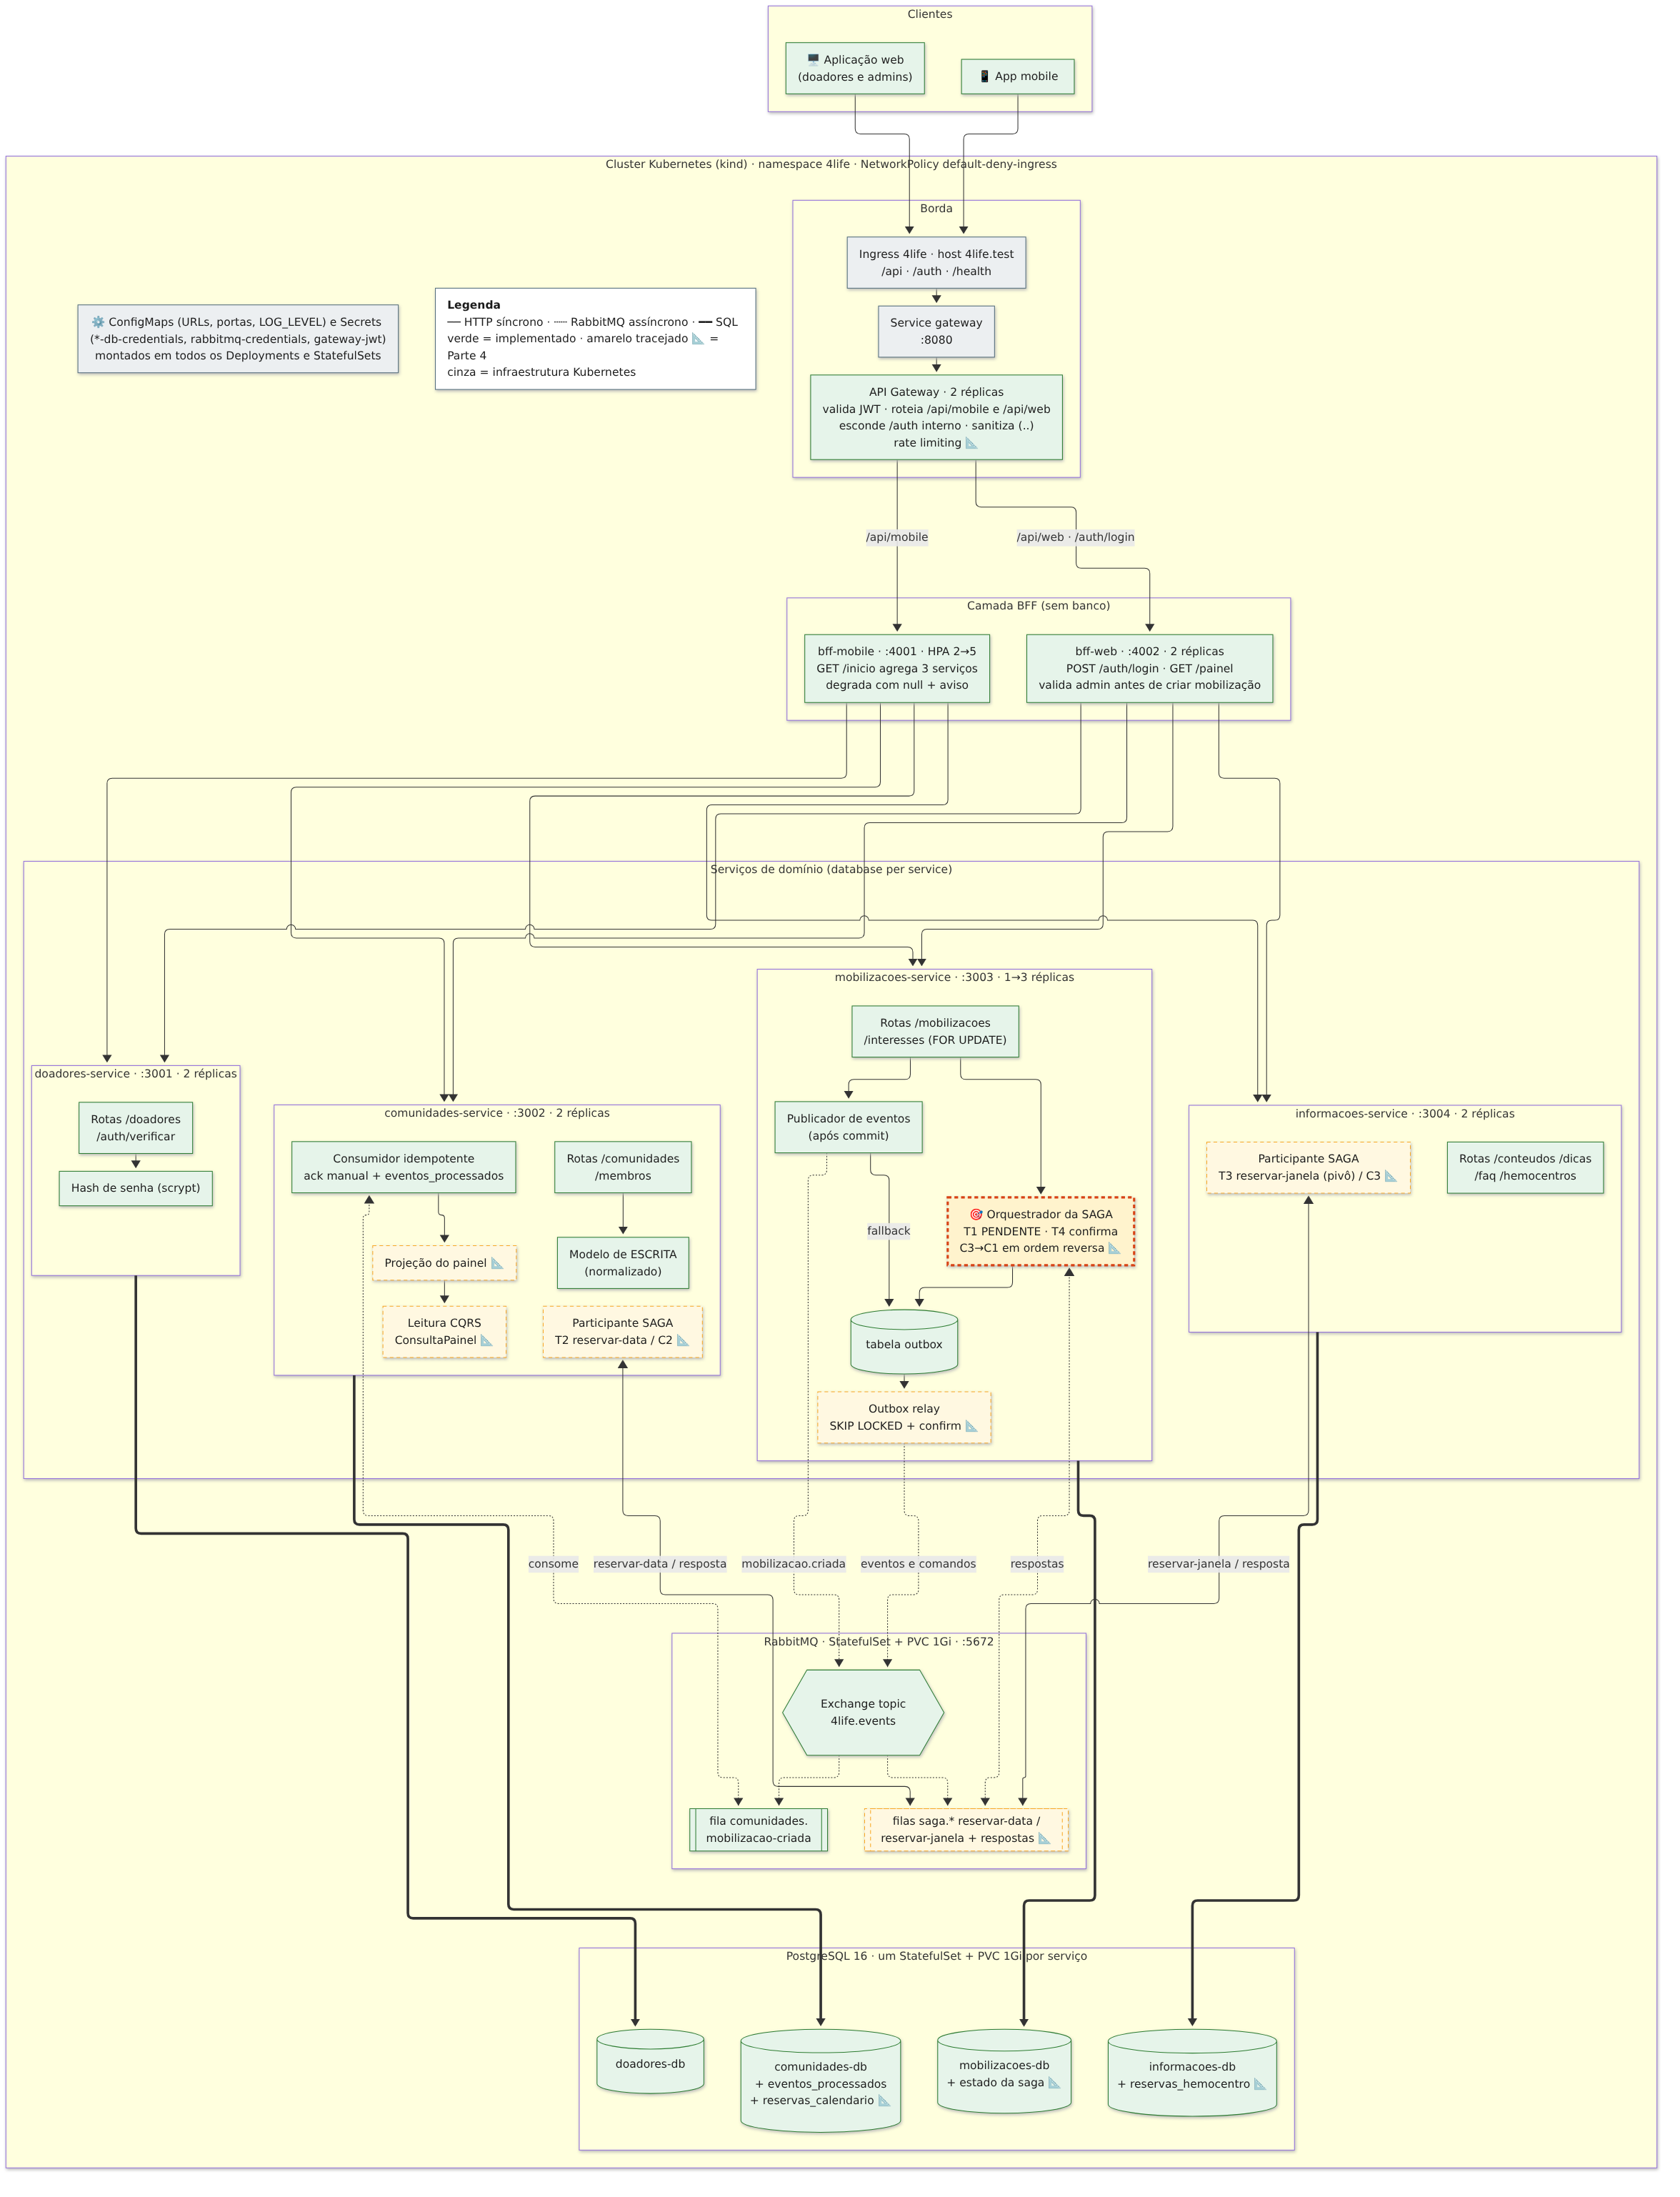 Clientes
🖥️ Aplicação web
(doadores e admins)
📱 App mobile
Cluster Kubernetes (kind) · namespace 4life · NetworkPolicy default-deny-ingress
Borda
Ingress 4life · host 4life.test
/api · /auth · /health
Service gateway
:8080
API Gateway · 2 réplicas
valida JWT · roteia /api/mobile e /api/web
esconde /auth interno · sanitiza (..)
rate limiting 📐
⚙️ ConfigMaps (URLs, portas, LOG_LEVEL) e Secrets
(*-db-credentials, rabbitmq-credentials, gateway-jwt)
montados em todos os Deployments e StatefulSets
Legenda
── HTTP síncrono · ┈┈ RabbitMQ assíncrono · ━━ SQL
verde = implementado · amarelo tracejado 📐 =
Parte 4
cinza = infraestrutura Kubernetes
/api/mobile
/api/web · /auth/login
Camada BFF (sem banco)
bff-mobile · :4001 · HPA 2→5
GET /inicio agrega 3 serviços
degrada com null + aviso
bff-web · :4002 · 2 réplicas
POST /auth/login · GET /painel
valida admin antes de criar mobilização
Serviços de domínio (database per service)
doadores-service · :3001 · 2 réplicas
Rotas /doadores
/auth/verificar
Hash de senha (scrypt)
comunidades-service · :3002 · 2 réplicas
Consumidor idempotente
ack manual + eventos_processados
Rotas /comunidades
/membros
Projeção do painel 📐
Modelo de ESCRITA
(normalizado)
Leitura CQRS
ConsultaPainel 📐
Participante SAGA
T2 reservar-data / C2 📐
mobilizacoes-service · :3003 · 1→3 réplicas
Rotas /mobilizacoes
/interesses (FOR UPDATE)
Publicador de eventos
(após commit)
fallback
🎯 Orquestrador da SAGA
T1 PENDENTE · T4 confirma
C3→C1 em ordem reversa 📐
tabela outbox
Outbox relay
SKIP LOCKED + confirm 📐
informacoes-service · :3004 · 2 réplicas
Participante SAGA
T3 reservar-janela (pivô) / C3 📐
Rotas /conteudos /dicas
/faq /hemocentros
consome
reservar-data / resposta
mobilizacao.criada
eventos e comandos
respostas
reservar-janela / resposta
RabbitMQ · StatefulSet + PVC 1Gi · :5672
Exchange topic
4life.events
fila comunidades.
mobilizacao-criada
filas saga.* reservar-data /
reservar-janela + respostas 📐
PostgreSQL 16 · um StatefulSet + PVC 1Gi por serviço
doadores-db
comunidades-db
+ eventos_processados
+ reservas_calendario 📐
mobilizacoes-db
+ estado da saga 📐
informacoes-db
+ reservas_hemocentro 📐